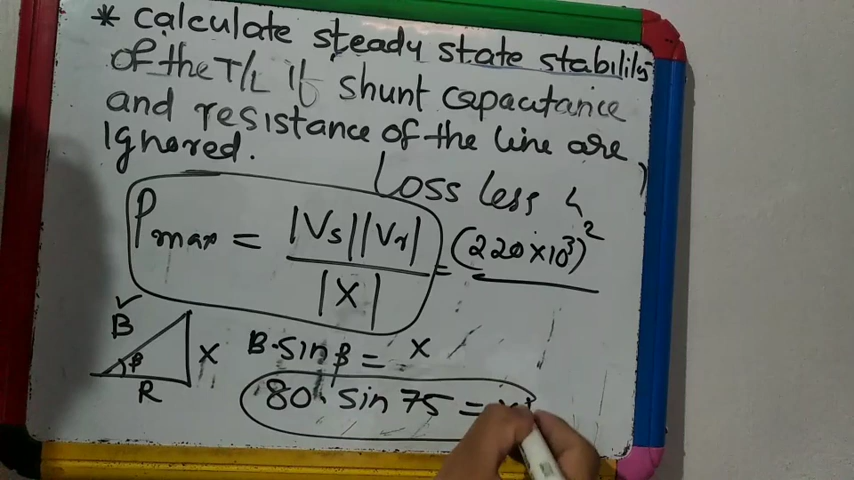 * calculate steady state stability
of the T/L if shunt capacitance
and resistance of the line are
Ignored.
Loss less
Pmax = |Vs||Vr| / |X| = (220×10³)²
B
β
X
R
B·sinβ = X
80 sin 75 =